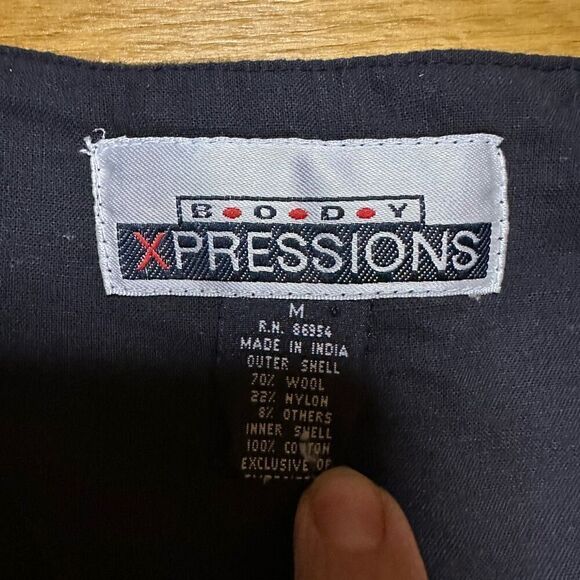 B•O•D•Y
XPRESSIONS
M
R.N. 86954
MADE IN INDIA
OUTER SHELL
70% WOOL
22% NYLON
8% OTHERS
INNER SHELL
100% COTTON
EXCLUSIVE OF